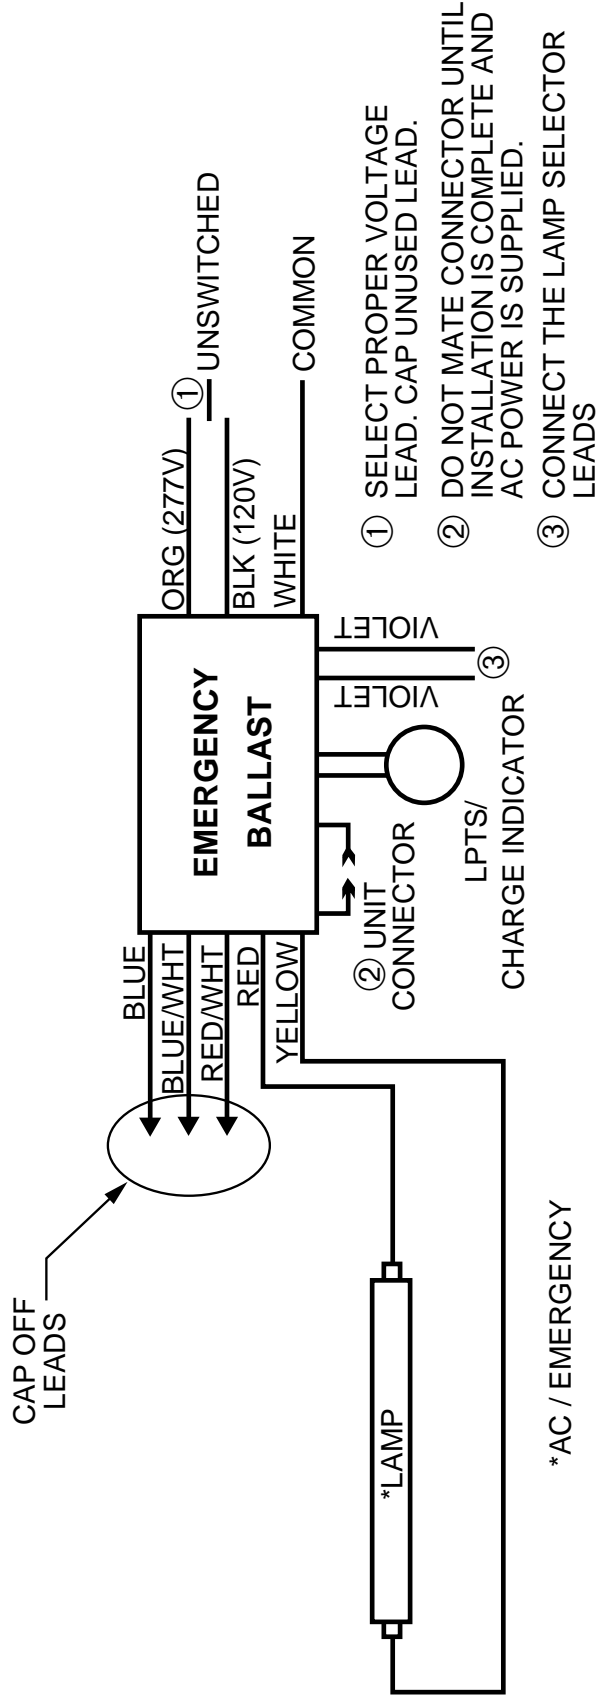 CAP OFF
LEADS
BLUE
BLUE/WHT
RED/WHT
RED
YELLOW
EMERGENCY
BALLAST
ORG (277V)
① UNSWITCHED
BLK (120V)
WHITE
COMMON
② UNIT
CONNECTOR
LPTS/
CHARGE INDICATOR
VIOLET
VIOLET
③
*LAMP
*AC / EMERGENCY
① SELECT PROPER VOLTAGE
LEAD. CAP UNUSED LEAD.
② DO NOT MATE CONNECTOR UNTIL
INSTALLATION IS COMPLETE AND
AC POWER IS SUPPLIED.
③ CONNECT THE LAMP SELECTOR
LEADS